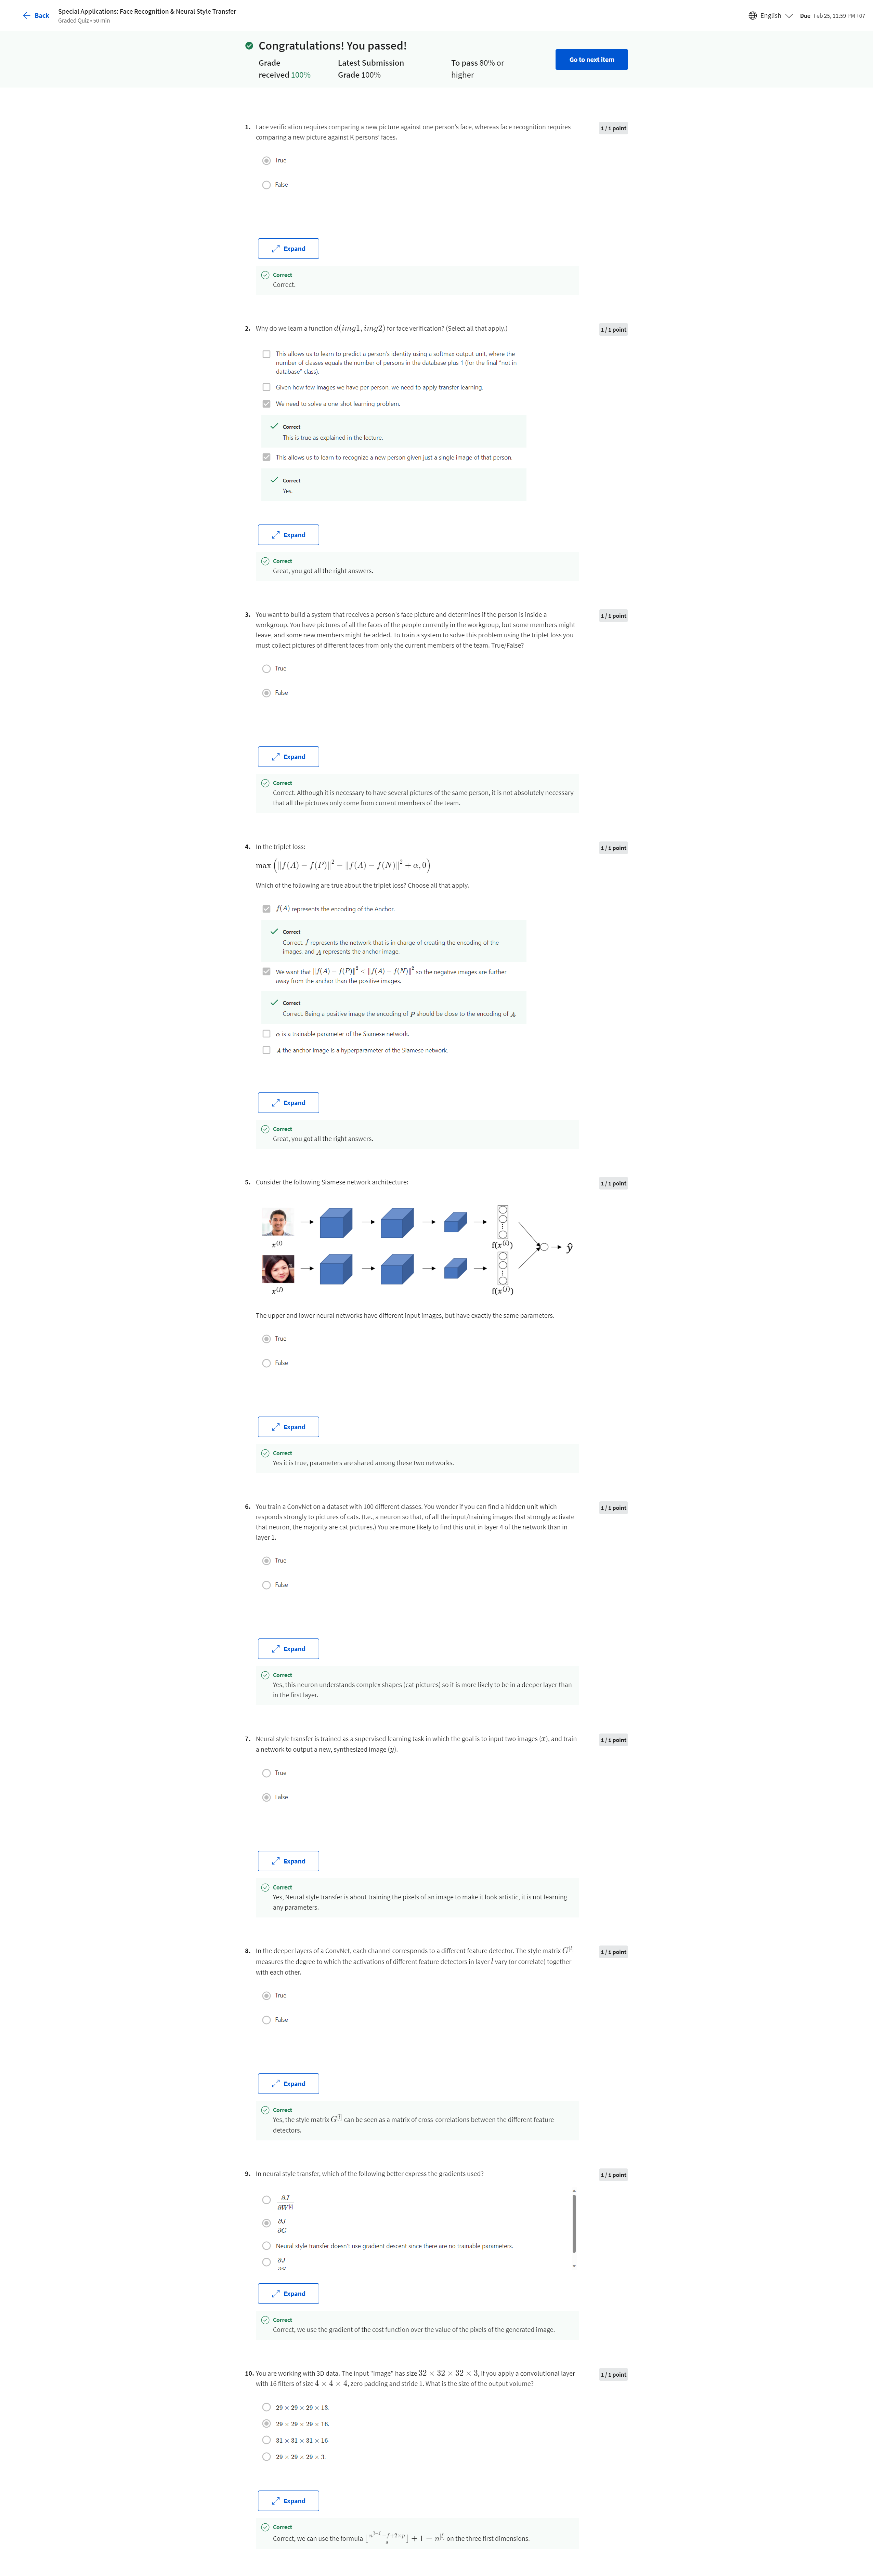 Back
Special Applications: Face Recognition & Neural Style Transfer
Graded Quiz • 50 min
English
Due Feb 25, 11:59 PM +07
Congratulations! You passed!
Grade received 100%
Latest Submission Grade 100%
To pass 80% or higher
Go to next item
1. Face verification requires comparing a new picture against one person's face, whereas face recognition requires
comparing a new picture against K persons' faces.
1 / 1 point
True
False
Expand
Correct
Correct.
2. Why do we learn a function d(img1, img2) for face verification? (Select all that apply.)
1 / 1 point
This allows us to learn to predict a person's identity using a softmax output unit, where the
number of classes equals the number of persons in the database plus 1 (for the final "not in
database" class).
Given how few images we have per person, we need to apply transfer learning.
We need to solve a one-shot learning problem.
Correct
This is true as explained in the lecture.
This allows us to learn to recognize a new person given just a single image of that person.
Correct
Yes.
Expand
Correct
Great, you got all the right answers.
3. You want to build a system that receives a person's face picture and determines if the person is inside a
workgroup. You have pictures of all the faces of the people currently in the workgroup, but some members might
leave, and some new members might be added. To train a system to solve this problem using the triplet loss you
must collect pictures of different faces from only the current members of the team. True/False?
1 / 1 point
True
False
Expand
Correct
Correct. Although it is necessary to have several pictures of the same person, it is not absolutely necessary
that all the pictures only come from current members of the team.
4. In the triplet loss:
1 / 1 point
max (‖f(A) − f(P)‖² − ‖f(A) − f(N)‖² + α, 0)
Which of the following are true about the triplet loss? Choose all that apply.
f(A) represents the encoding of the Anchor.
Correct
Correct. f represents the network that is in charge of creating the encoding of the
images, and A represents the anchor image.
We want that ‖f(A) − f(P)‖² < ‖f(A) − f(N)‖² so the negative images are further
away from the anchor than the positive images.
Correct
Correct. Being a positive image the encoding of P should be close to the encoding of A.
α is a trainable parameter of the Siamese network.
A the anchor image is a hyperparameter of the Siamese network.
Expand
Correct
Great, you got all the right answers.
5. Consider the following Siamese network architecture:
1 / 1 point
x⁽ⁱ⁾
f(x⁽ⁱ⁾)
ŷ
x⁽ʲ⁾
f(x⁽ʲ⁾)
The upper and lower neural networks have different input images, but have exactly the same parameters.
True
False
Expand
Correct
Yes it is true, parameters are shared among these two networks.
6. You train a ConvNet on a dataset with 100 different classes. You wonder if you can find a hidden unit which
responds strongly to pictures of cats. (I.e., a neuron so that, of all the input/training images that strongly activate
that neuron, the majority are cat pictures.) You are more likely to find this unit in layer 4 of the network than in
layer 1.
1 / 1 point
True
False
Expand
Correct
Yes, this neuron understands complex shapes (cat pictures) so it is more likely to be in a deeper layer than
in the first layer.
7. Neural style transfer is trained as a supervised learning task in which the goal is to input two images (x), and train
a network to output a new, synthesized image (y).
1 / 1 point
True
False
Expand
Correct
Yes, Neural style transfer is about training the pixels of an image to make it look artistic, it is not learning
any parameters.
8. In the deeper layers of a ConvNet, each channel corresponds to a different feature detector. The style matrix G^[l]
measures the degree to which the activations of different feature detectors in layer l vary (or correlate) together
with each other.
1 / 1 point
True
False
Expand
Correct
Yes, the style matrix G^[l] can be seen as a matrix of cross-correlations between the different feature
detectors.
9. In neural style transfer, which of the following better express the gradients used?
1 / 1 point
∂J/∂W^[l]
∂J/∂G
Neural style transfer doesn't use gradient descent since there are no trainable parameters.
∂J
Expand
Correct
Correct, we use the gradient of the cost function over the value of the pixels of the generated image.
10. You are working with 3D data. The input "image" has size 32 × 32 × 32 × 3, if you apply a convolutional layer
with 16 filters of size 4 × 4 × 4, zero padding and stride 1. What is the size of the output volume?
1 / 1 point
29 × 29 × 29 × 13.
29 × 29 × 29 × 16.
31 × 31 × 31 × 16.
29 × 29 × 29 × 3.
Expand
Correct
Correct, we can use the formula ⌊(n^[l−1] − f + 2 × p)/s⌋ + 1 = n^[l] on the three first dimensions.